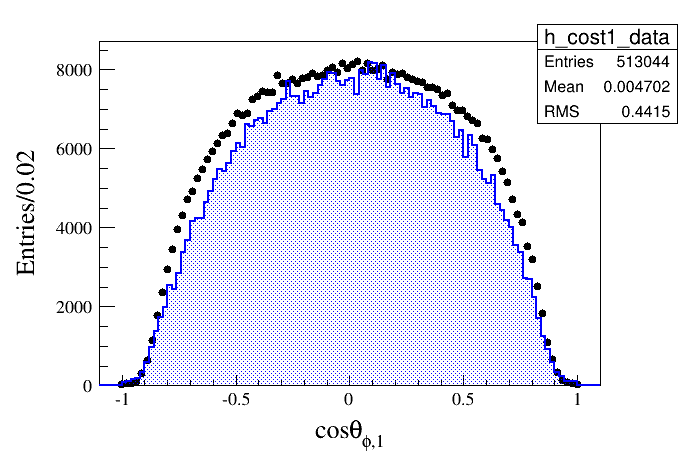 h_cost1_data
Entries 513044
Mean 0.004702
RMS 0.4415
Entries/0.02
8000
6000
4000
2000
0
-1 -0.5 0 0.5 1
cosθϕ,1